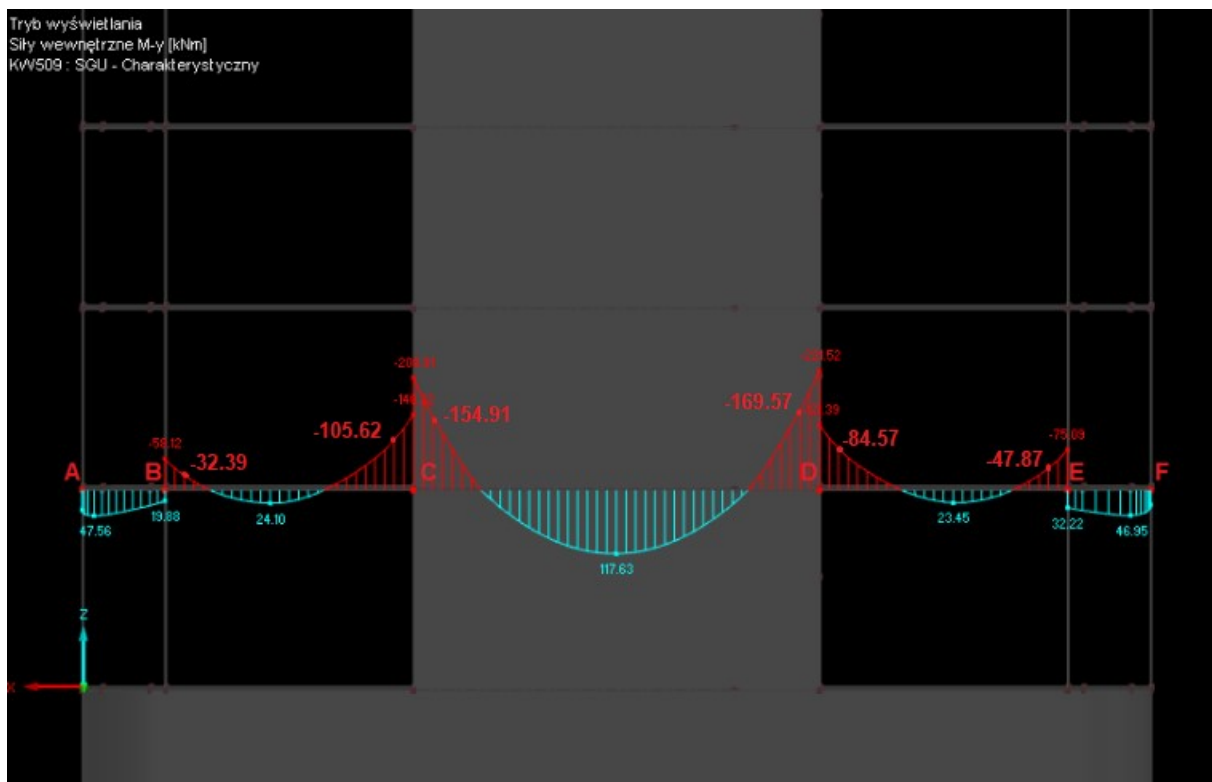 Tryb wyświetlania
Siły wewnętrzne M-y [kNm]
KW509 : SGU - Charakterystyczny
-154.91
-169.57
-105.62
-84.57
-58.12
-32.39
-75.09
-47.87
A
B
C
D
E
F
47.56
19.88
24.10
117.63
23.45
32.22
46.95
Z
X